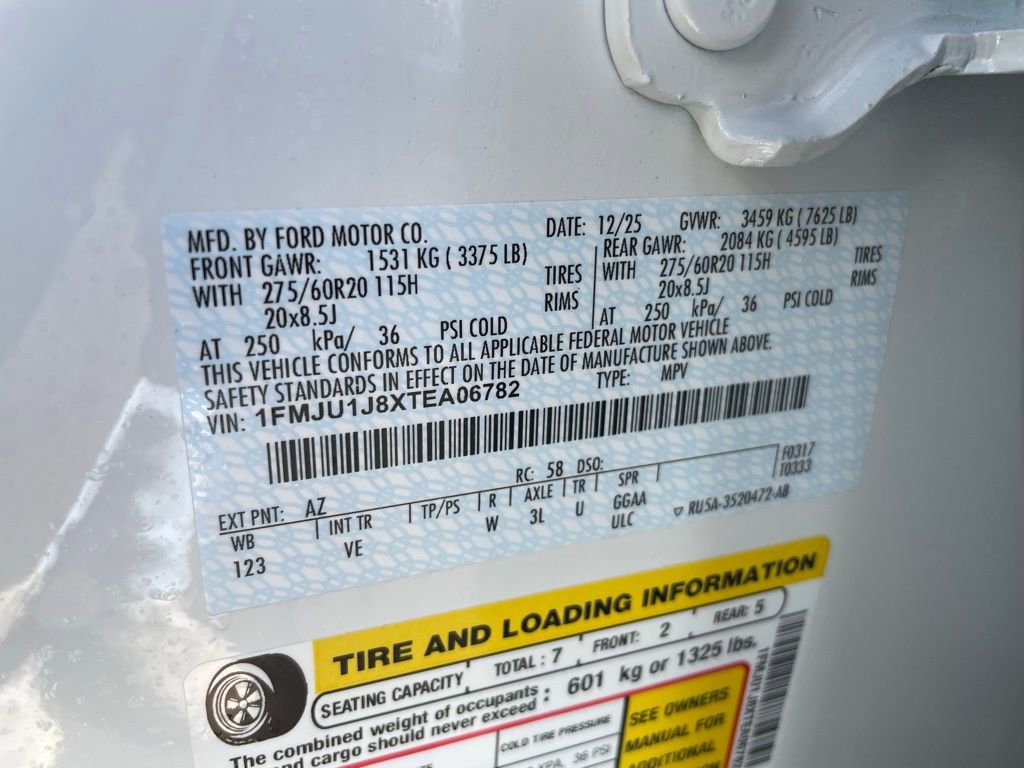 MFD. BY FORD MOTOR CO. DATE: 12/25 GVWR: 3459 KG ( 7625 LB)
FRONT GAWR: 1531 KG ( 3375 LB) REAR GAWR: 2084 KG ( 4595 LB)
WITH 275/60R20 115H TIRES WITH 275/60R20 115H TIRES
20x8.5J RIMS 20x8.5J RIMS
AT 250 kPa/ 36 PSI COLD AT 250 kPa/ 36 PSI COLD
THIS VEHICLE CONFORMS TO ALL APPLICABLE FEDERAL MOTOR VEHICLE
SAFETY STANDARDS IN EFFECT ON THE DATE OF MANUFACTURE SHOWN ABOVE.
VIN: 1FMJU1J8XTEA06782 TYPE: MPV
F0317
T0333
EXT PNT: AZ RC: 58 DSO:
WB INT TR TP/PS R AXLE TR SPR
123 VE W 3L U GGAA
ULC
RU5A-3520472-AB
TIRE AND LOADING INFORMATION
SEATING CAPACITY TOTAL : 7 FRONT: 2 REAR: 5
The combined weight of occupants
and cargo should never exceed : 601 kg or 1325 lbs.
COLD TIRE PRESSURE
KPA, 36 PSI
SEE OWNERS
MANUAL FOR
ADDITIONAL